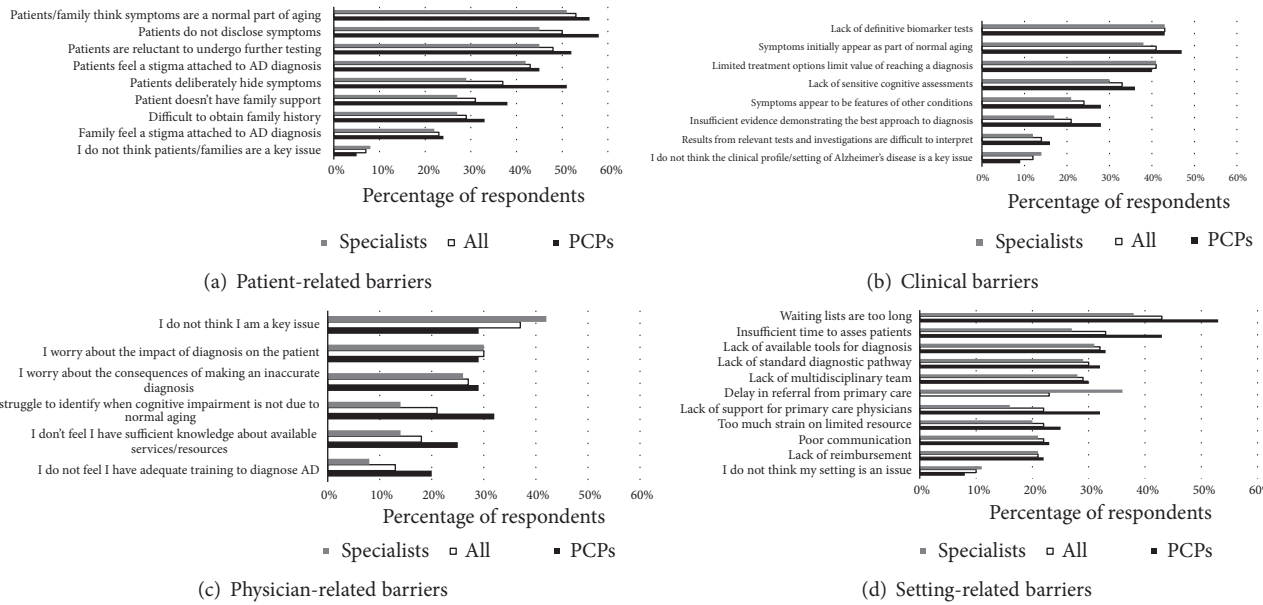 Patients/family think symptoms are a normal part of aging
Patients do not disclose symptoms
Patients are reluctant to undergo further testing
Patients feel a stigma attached to AD diagnosis
Patients deliberately hide symptoms
Patient doesn't have family support
Difficult to obtain family history
Family feel a stigma attached to AD diagnosis
I do not think patients/families are a key issue
0% 10% 20% 30% 40% 50% 60%
Percentage of respondents
Specialists All PCPs
(a) Patient-related barriers
Lack of definitive biomarker tests
Symptoms initially appear as part of normal aging
Limited treatment options limit value of reaching a diagnosis
Lack of sensitive cognitive assessments
Symptoms appear to be features of other conditions
Insufficient evidence demonstrating the best approach to diagnosis
Results from relevant tests and investigations are difficult to interpret
I do not think the clinical profile/setting of Alzheimer's disease is a key issue
0% 10% 20% 30% 40% 50% 60%
Percentage of respondents
Specialists All PCPs
(b) Clinical barriers
I do not think I am a key issue
I worry about the impact of diagnosis on the patient
I worry about the consequences of making an inaccurate
diagnosis
struggle to identify when cognitive impairment is not due to
normal aging
I don't feel I have sufficient knowledge about available
services/resources
I do not feel I have adequate training to diagnose AD
0% 10% 20% 30% 40% 50% 60%
Percentage of respondents
Specialists All PCPs
(c) Physician-related barriers
Waiting lists are too long
Insufficient time to asses patients
Lack of available tools for diagnosis
Lack of standard diagnostic pathway
Lack of multidisciplinary team
Delay in referral from primary care
Lack of support for primary care physicians
Too much strain on limited resource
Poor communication
Lack of reimbursement
I do not think my setting is an issue
0% 10% 20% 30% 40% 50% 60%
Percentage of respondents
Specialists All PCPs
(d) Setting-related barriers